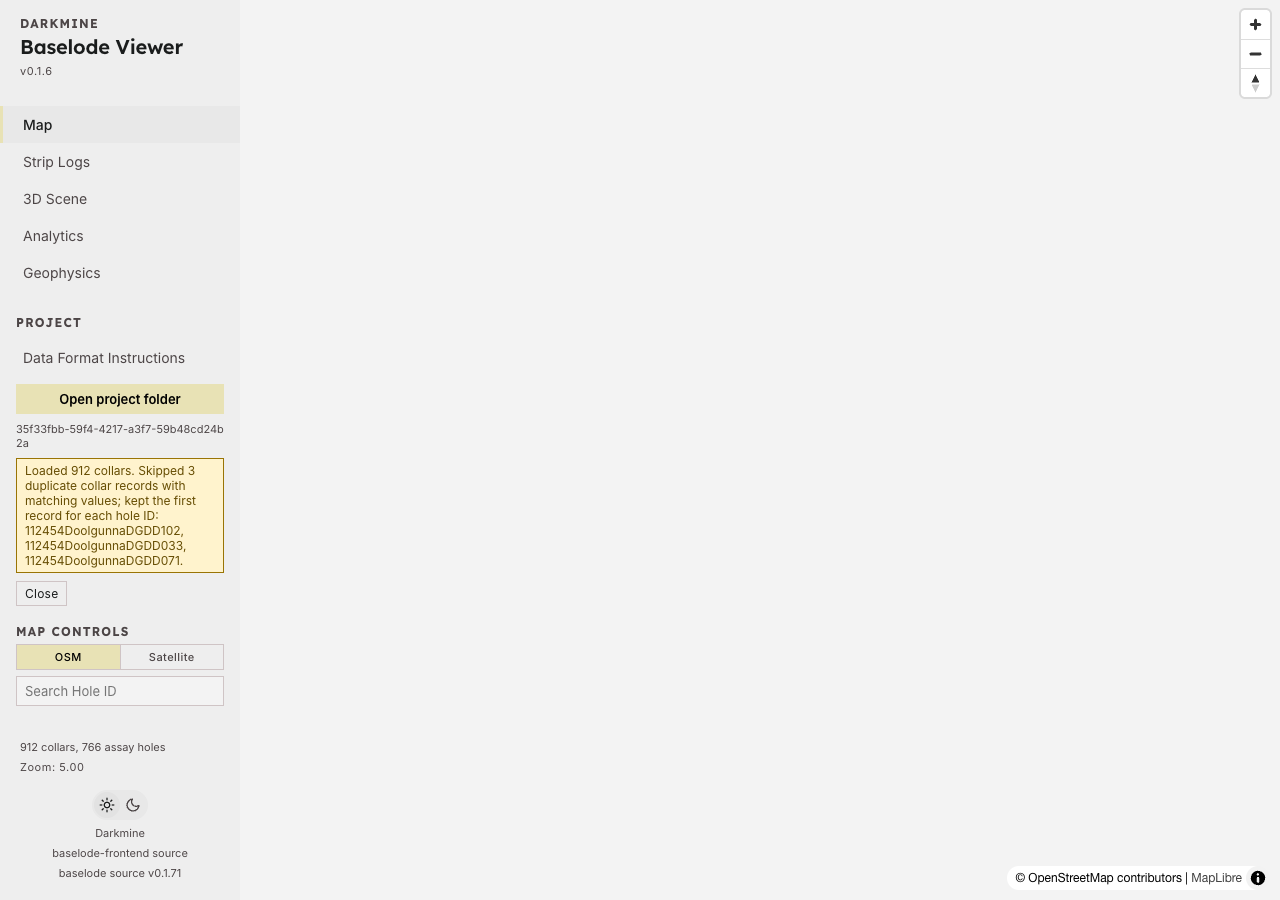 DARKMINE
Baselode Viewer
v0.1.6
Map
Strip Logs
3D Scene
Analytics
Geophysics
PROJECT
Data Format Instructions
Open project folder
35f33fbb-59f4-4217-a3f7-59b48cd24b
2a
Loaded 912 collars. Skipped 3
duplicate collar records with
matching values; kept the first
record for each hole ID:
112454DoolgunnaDGDD102,
112454DoolgunnaDGDD033,
112454DoolgunnaDGDD071.
Close
MAP CONTROLS
OSM Satellite
Search Hole ID
912 collars, 766 assay holes
Zoom: 5.00
Darkmine
baselode-frontend source
baselode source v0.1.71
© OpenStreetMap contributors | MapLibre